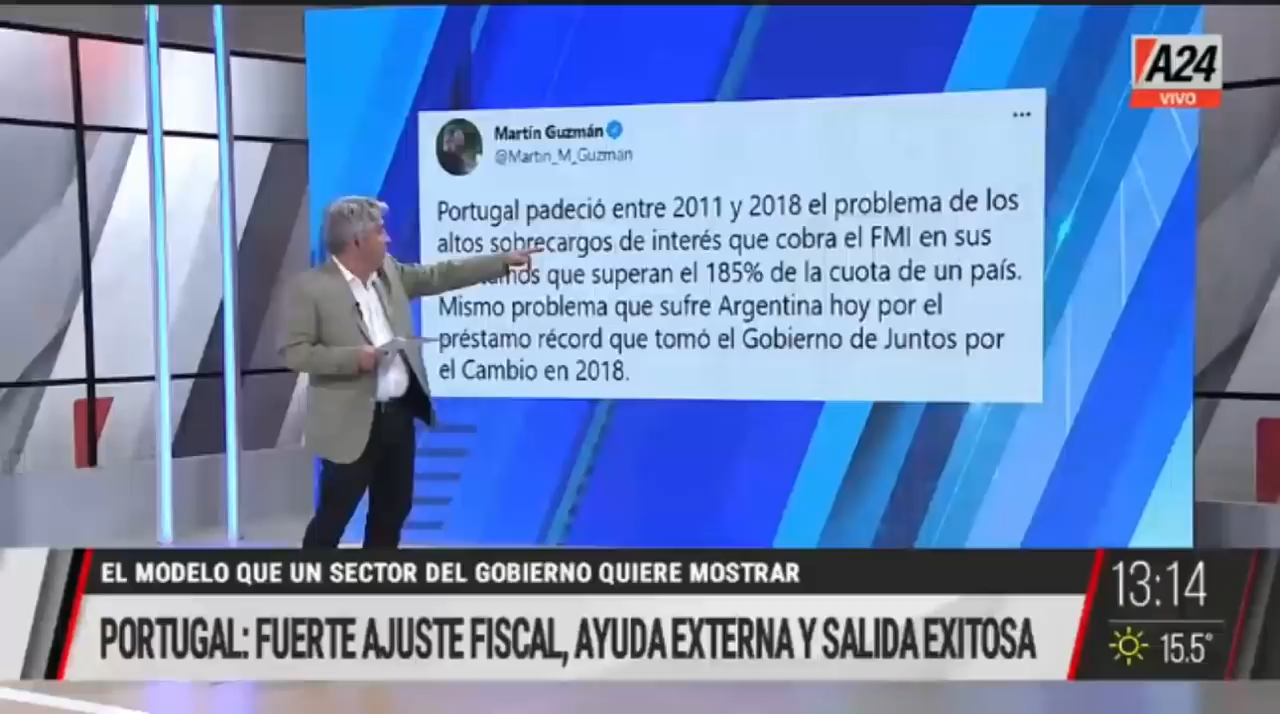 A24
VIVO
Martín Guzmán
@Martin_M_Guzman
Portugal padeció entre 2011 y 2018 el problema de los
altos sobrecargos de interés que cobra el FMI en sus
que superan el 185% de la cuota de un país.
Mismo problema que sufre Argentina hoy por el
préstamo récord que tomó el Gobierno de Juntos por
el Cambio en 2018.
EL MODELO QUE UN SECTOR DEL GOBIERNO QUIERE MOSTRAR
13:14
PORTUGAL: FUERTE AJUSTE FISCAL, AYUDA EXTERNA Y SALIDA EXITOSA
15.5°